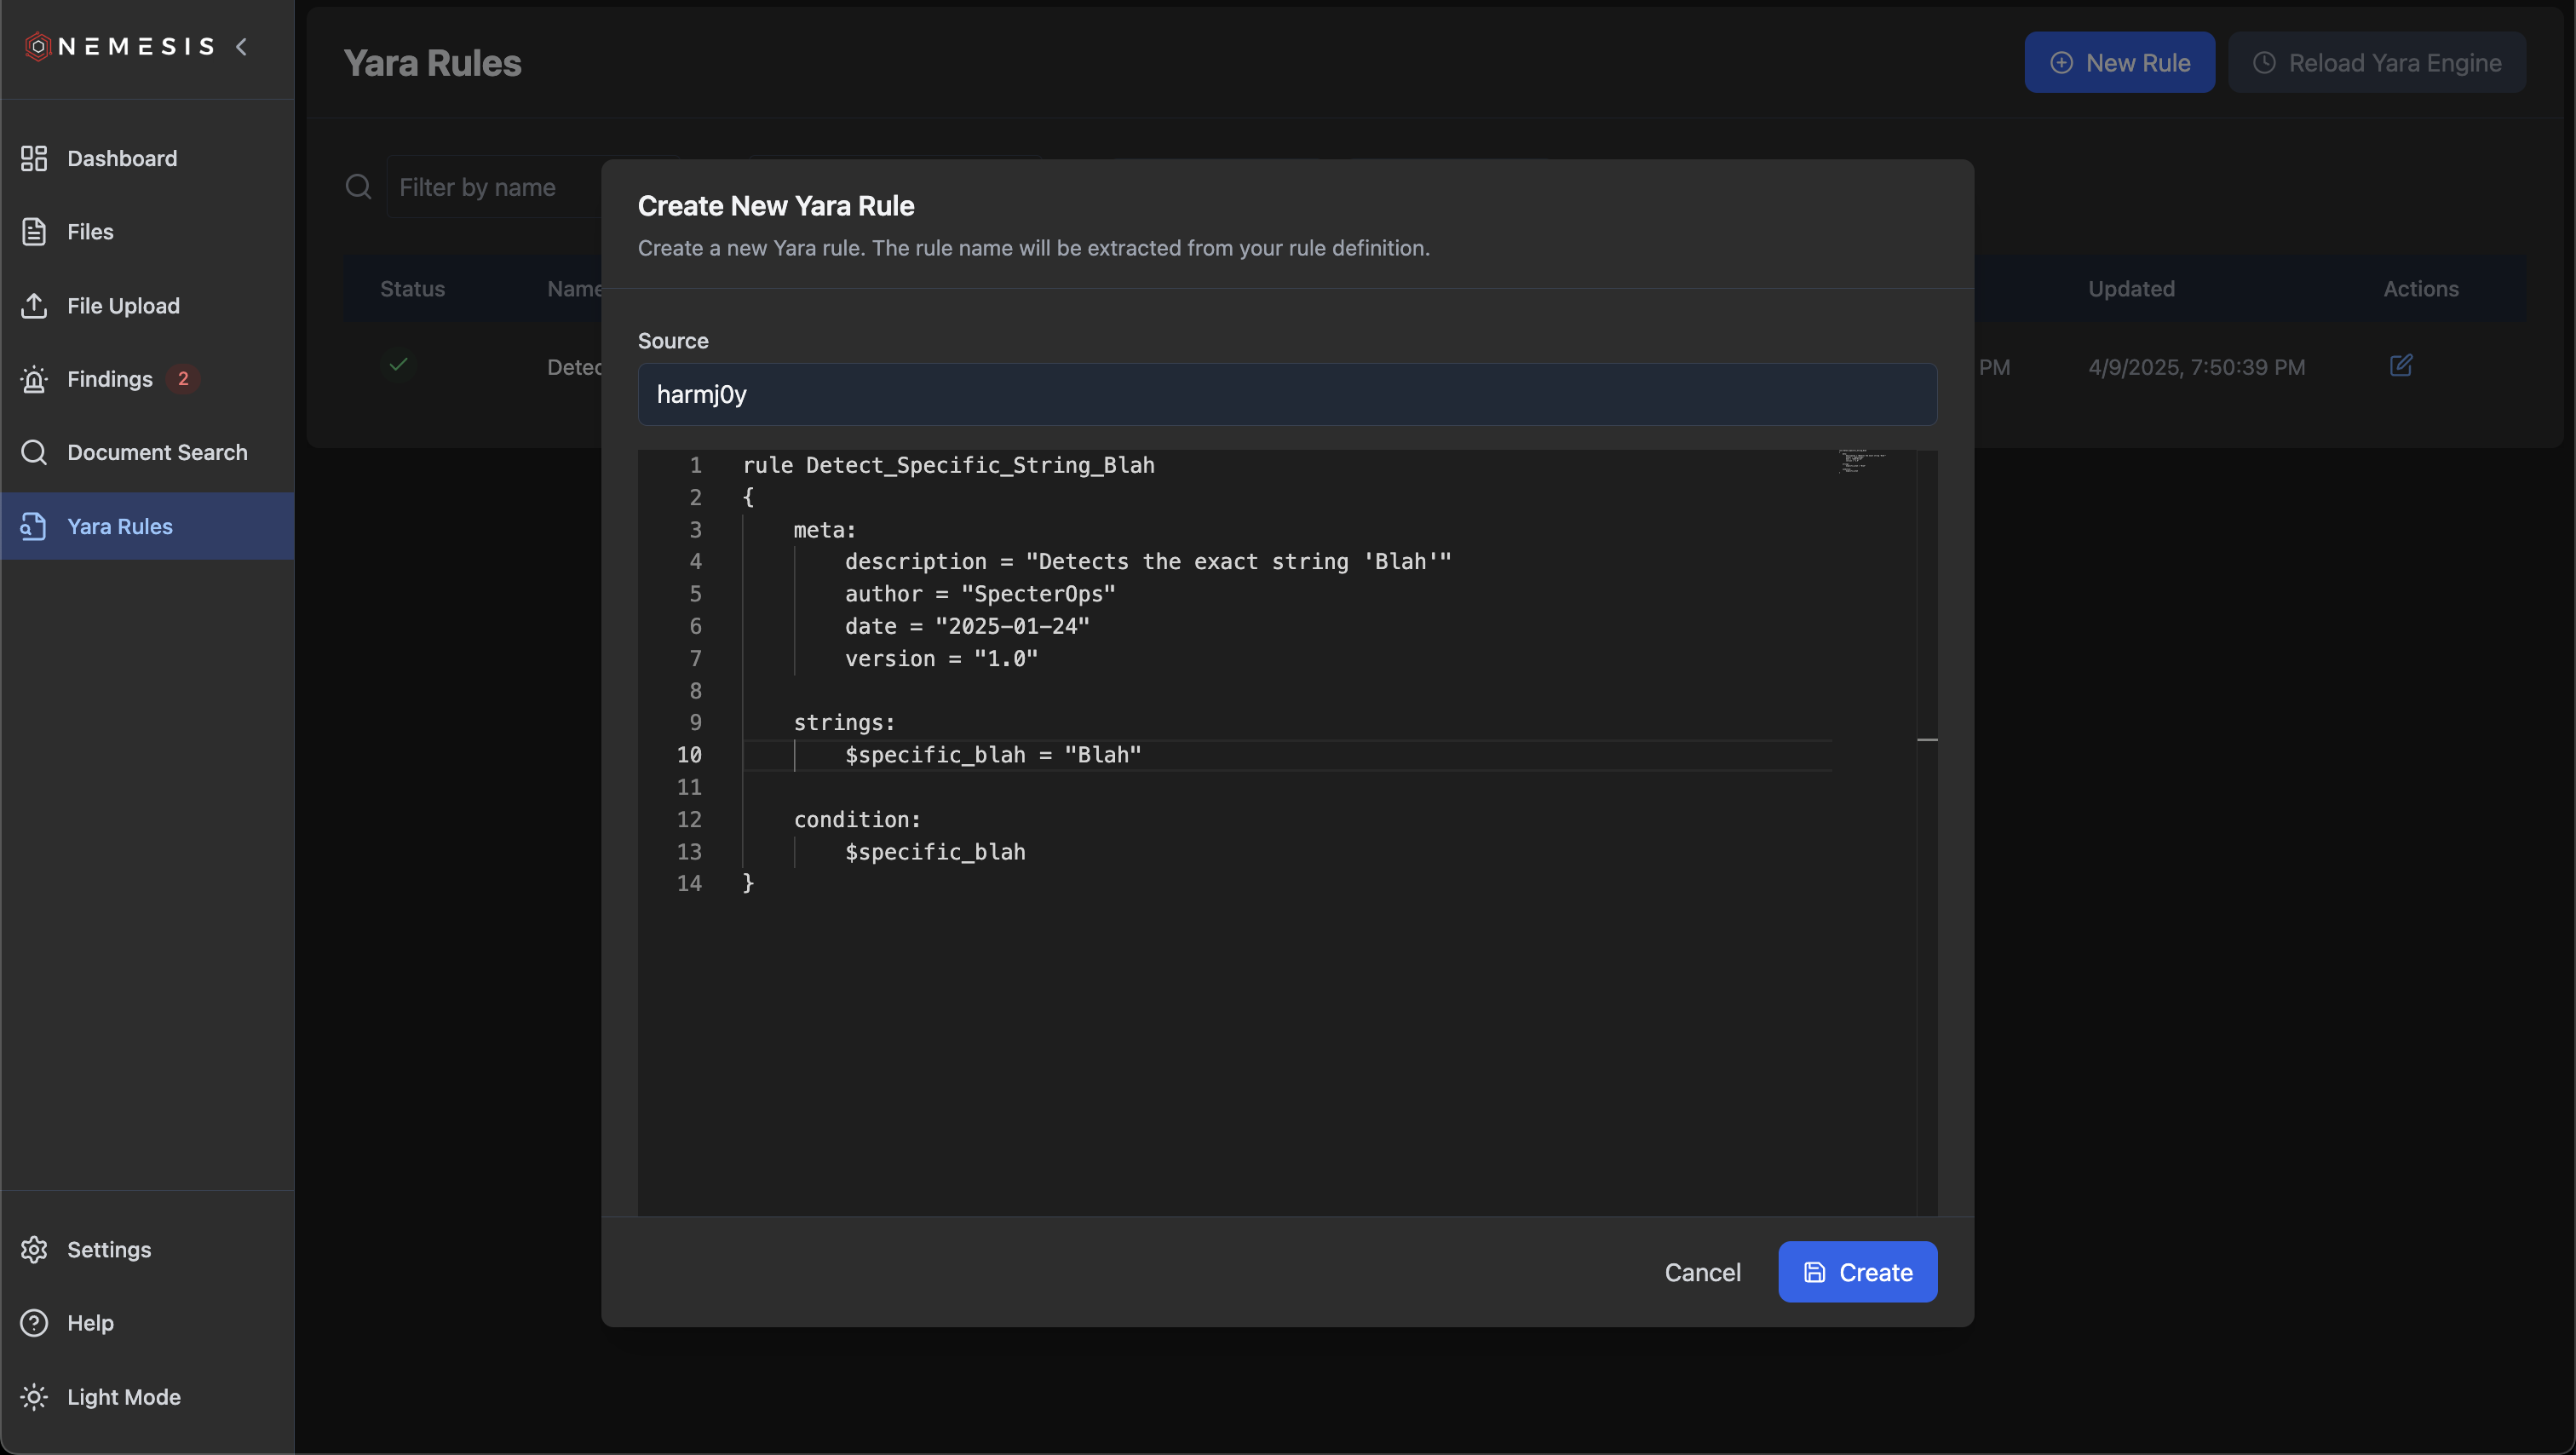 NEMESIS
Dashboard
Files
File Upload
Findings 2
Document Search
Yara Rules
Settings
Help
Light Mode
Yara Rules
New Rule
Reload Yara Engine
Filter by name
Status Name Updated Actions
Detec PM 4/9/2025, 7:50:39 PM
Create New Yara Rule
Create a new Yara rule. The rule name will be extracted from your rule definition.
Source
harmj0y
1 rule Detect_Specific_String_Blah
2 {
3 meta:
4 description = "Detects the exact string 'Blah'"
5 author = "SpecterOps"
6 date = "2025-01-24"
7 version = "1.0"
8
9 strings:
10 $specific_blah = "Blah"
11
12 condition:
13 $specific_blah
14 }
Cancel
Create